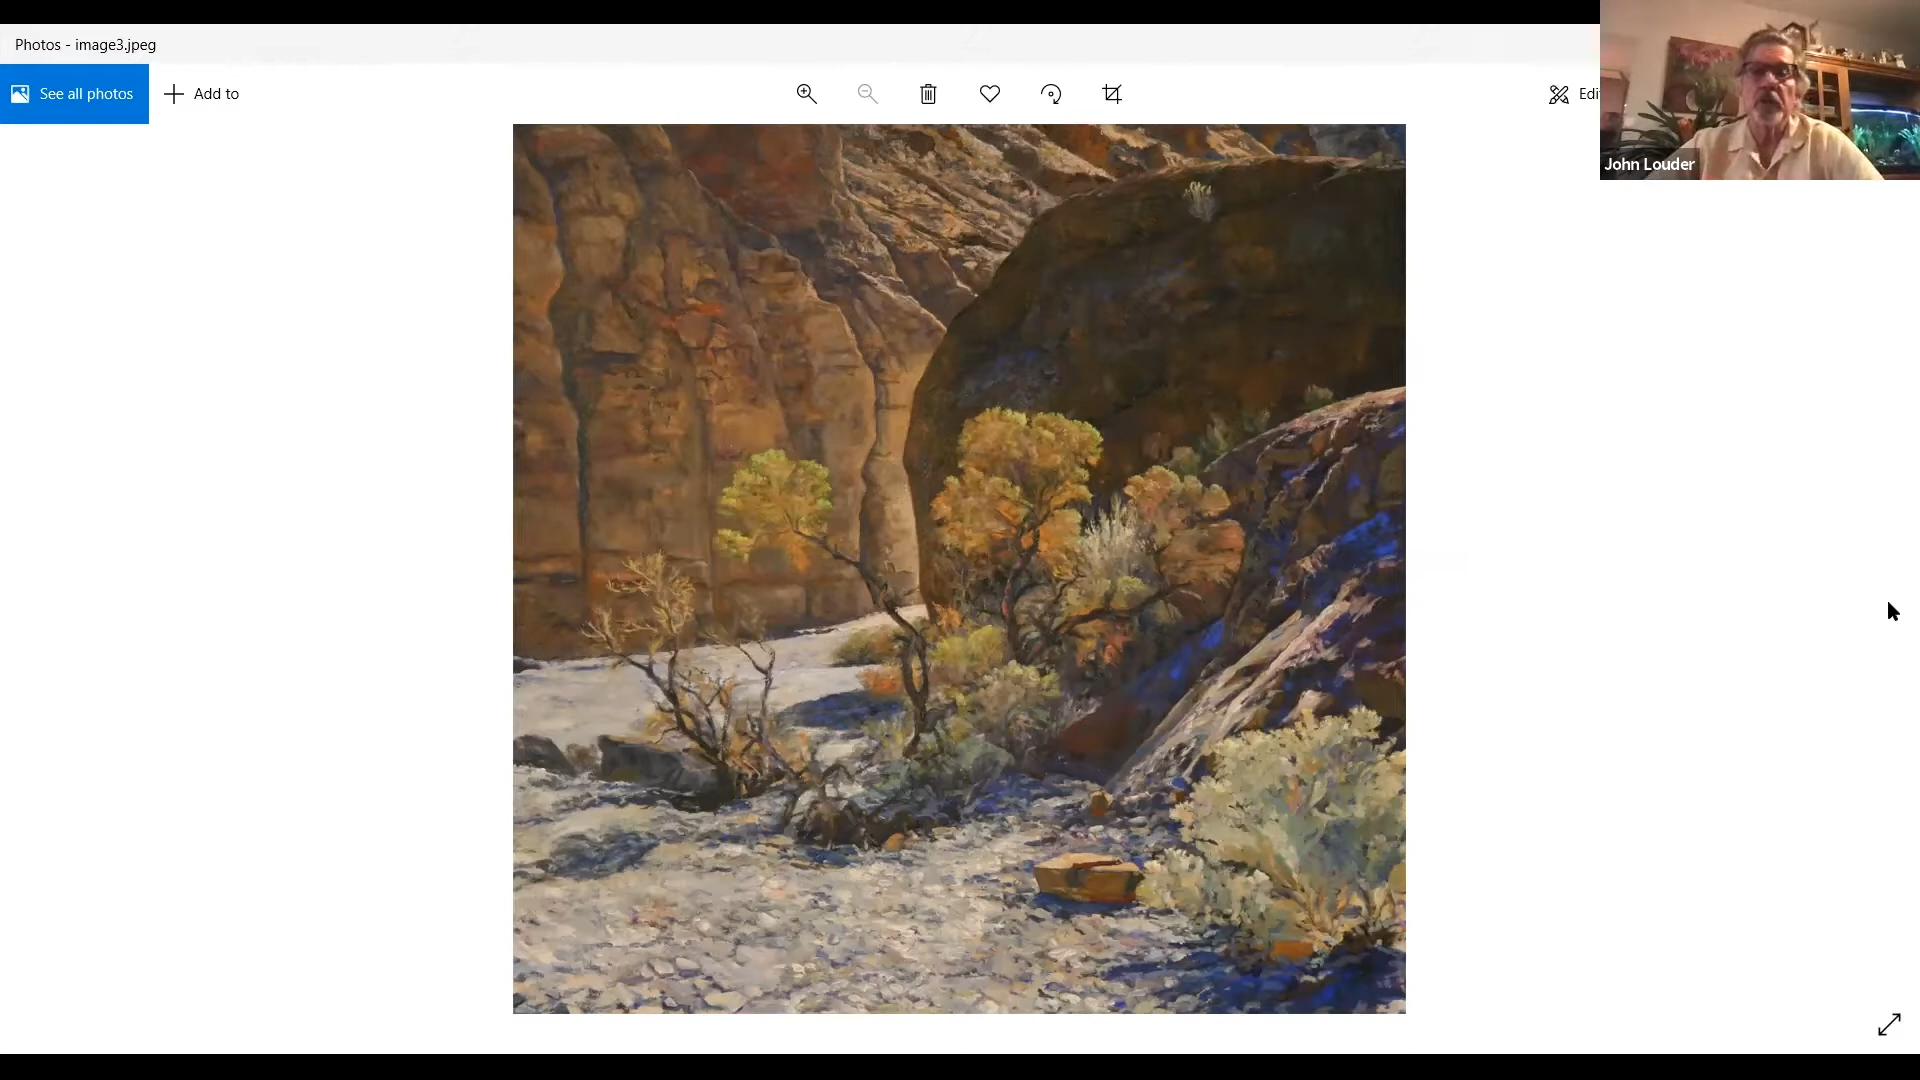 Photos - image3.jpeg
See all photos
Add to
Edi
John Louder